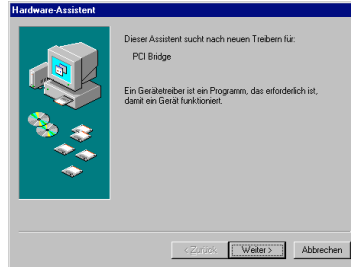 Hardware-Assistent
Dieser Assistent sucht nach neuen Treibern für:
PCI Bridge
Ein Gerätetreiber ist ein Programm, das erforderlich ist,
damit ein Gerät funktioniert.
< Zurück Weiter > Abbrechen